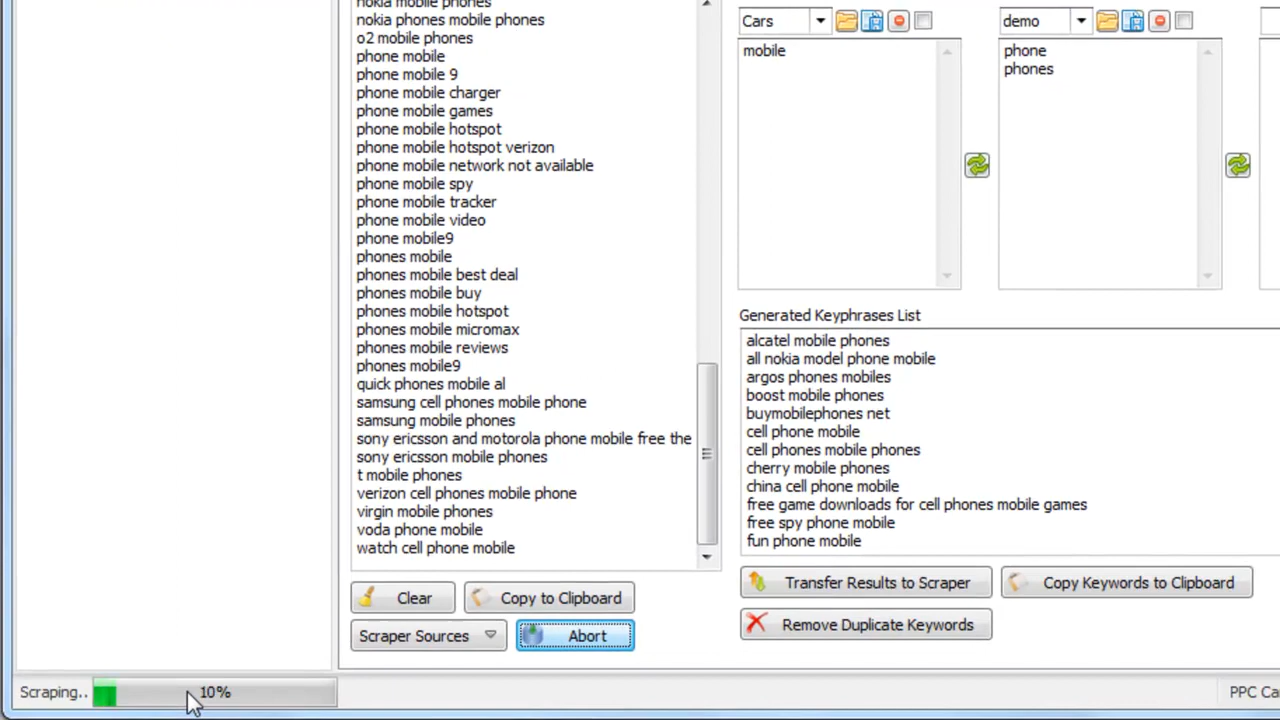 nokia mobile phones
nokia phones mobile phones
o2 mobile phones
phone mobile
phone mobile 9
phone mobile charger
phone mobile games
phone mobile hotspot
phone mobile hotspot verizon
phone mobile network not available
phone mobile spy
phone mobile tracker
phone mobile video
phone mobile9
phones mobile
phones mobile best deal
phones mobile buy
phones mobile hotspot
phones mobile micromax
phones mobile reviews
phones mobile9
quick phones mobile al
samsung cell phones mobile phone
samsung mobile phones
sony ericsson and motorola phone mobile free the
sony ericsson mobile phones
t mobile phones
verizon cell phones mobile phone
virgin mobile phones
voda phone mobile
watch cell phone mobile
Clear
Copy to Clipboard
Scraper Sources
Abort
Cars
demo
mobile
phone
phones
Generated Keyphrases List
alcatel mobile phones
all nokia model phone mobile
argos phones mobiles
boost mobile phones
buymobilephones net
cell phone mobile
cell phones mobile phones
cherry mobile phones
china cell phone mobile
free game downloads for cell phones mobile games
free spy phone mobile
fun phone mobile
Transfer Results to Scraper
Copy Keywords to Clipboard
Remove Duplicate Keywords
Scraping..
10%
PPC Ca